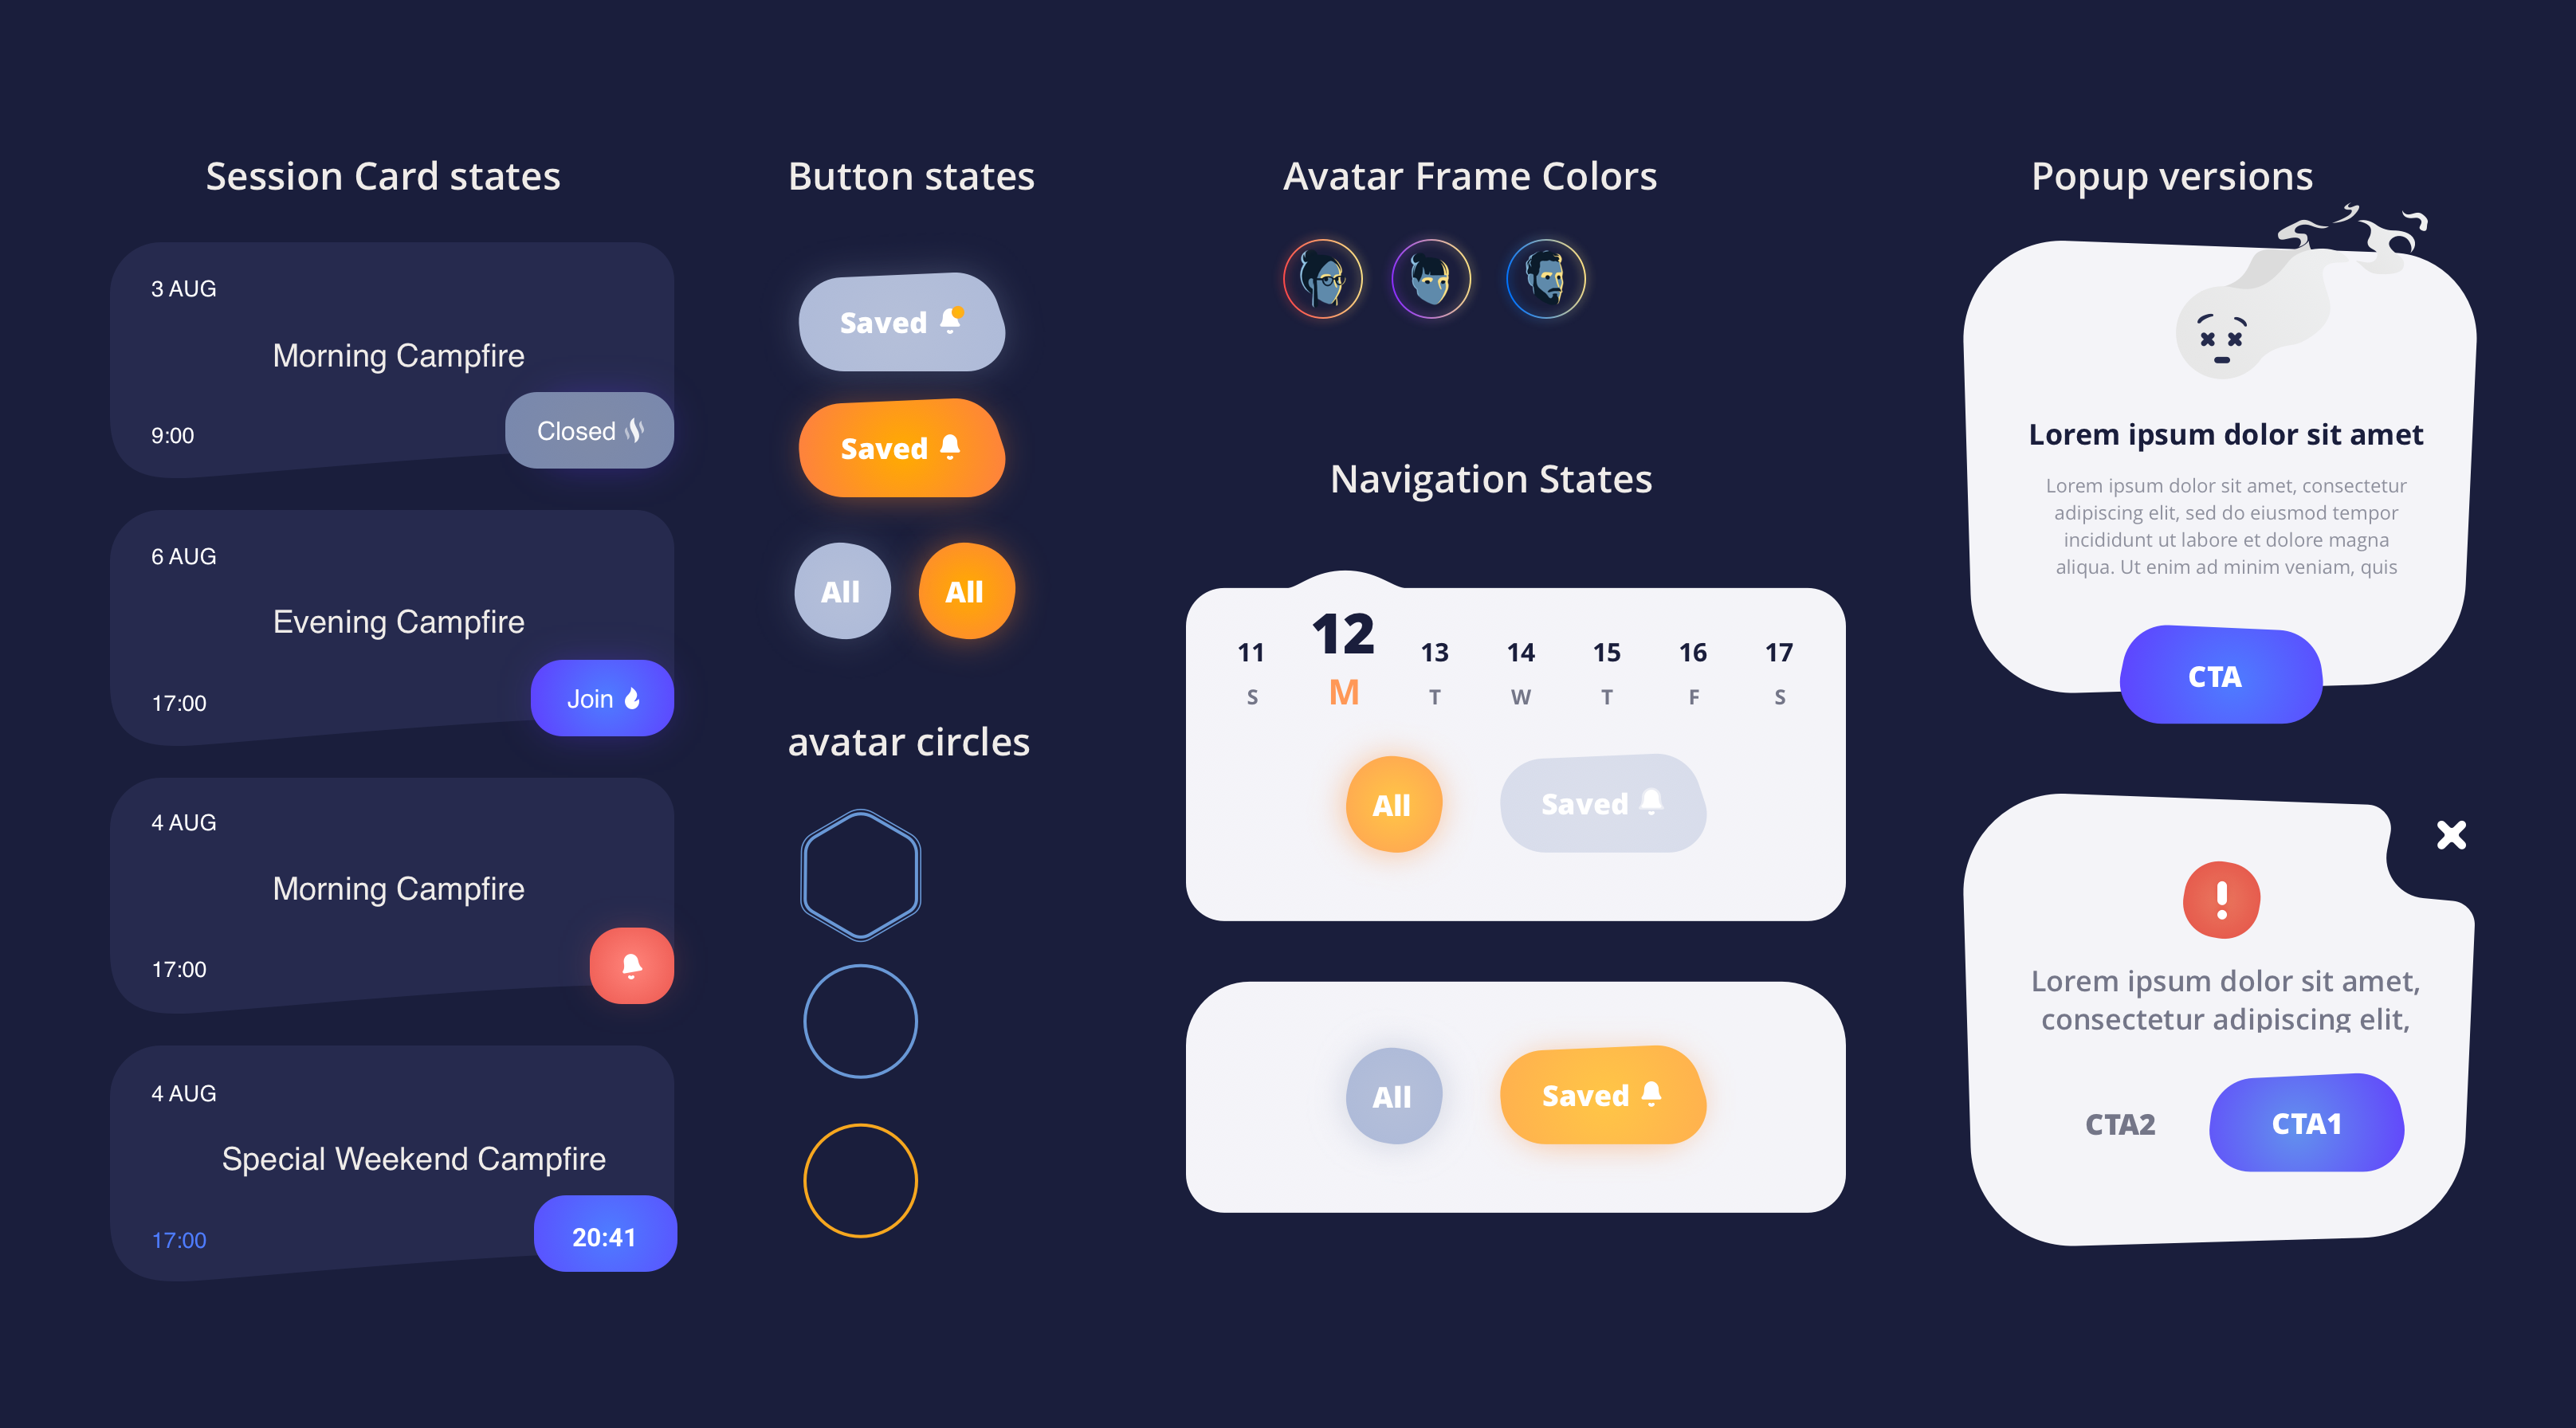 Session Card states
3 AUG
Morning Campfire
9:00
Closed
6 AUG
Evening Campfire
17:00
Join
4 AUG
Morning Campfire
17:00
4 AUG
Special Weekend Campfire
17:00
20:41
Button states
Saved
Saved
All All
avatar circles
Avatar Frame Colors
Navigation States
11 12 13 14 15 16 17
S M T W T F S
All Saved
All Saved
Popup versions
Lorem ipsum dolor sit amet
Lorem ipsum dolor sit amet, consectetur
adipiscing elit, sed do eiusmod tempor
incididunt ut labore et dolore magna
aliqua. Ut enim ad minim veniam, quis
CTA
Lorem ipsum dolor sit amet,
consectetur adipiscing elit,
CTA2 CTA1